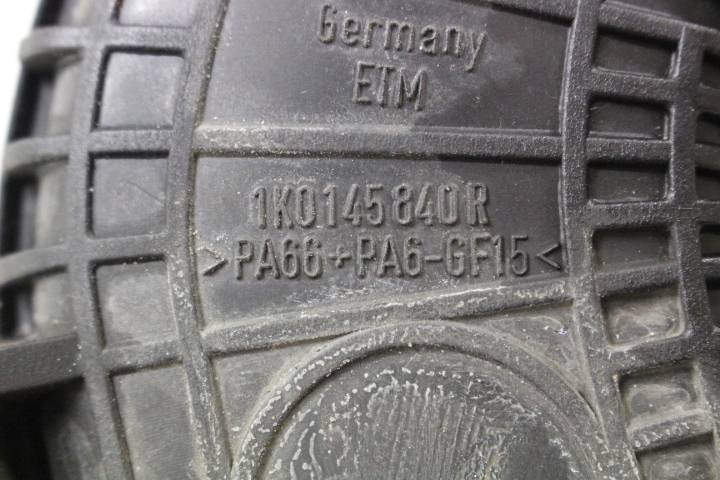 Germany
ETM
1K0145840R
>PA66+PA6-GF15<